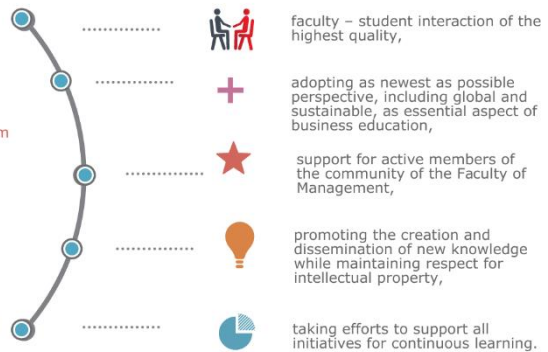 faculty – student interaction of the
highest quality,
adopting as newest as possible
perspective, including global and
sustainable, as essential aspect of
business education,
support for active members of
the community of the Faculty of
Management,
promoting the creation and
dissemination of new knowledge
while maintaining respect for
intellectual property,
taking efforts to support all
initiatives for continuous learning.